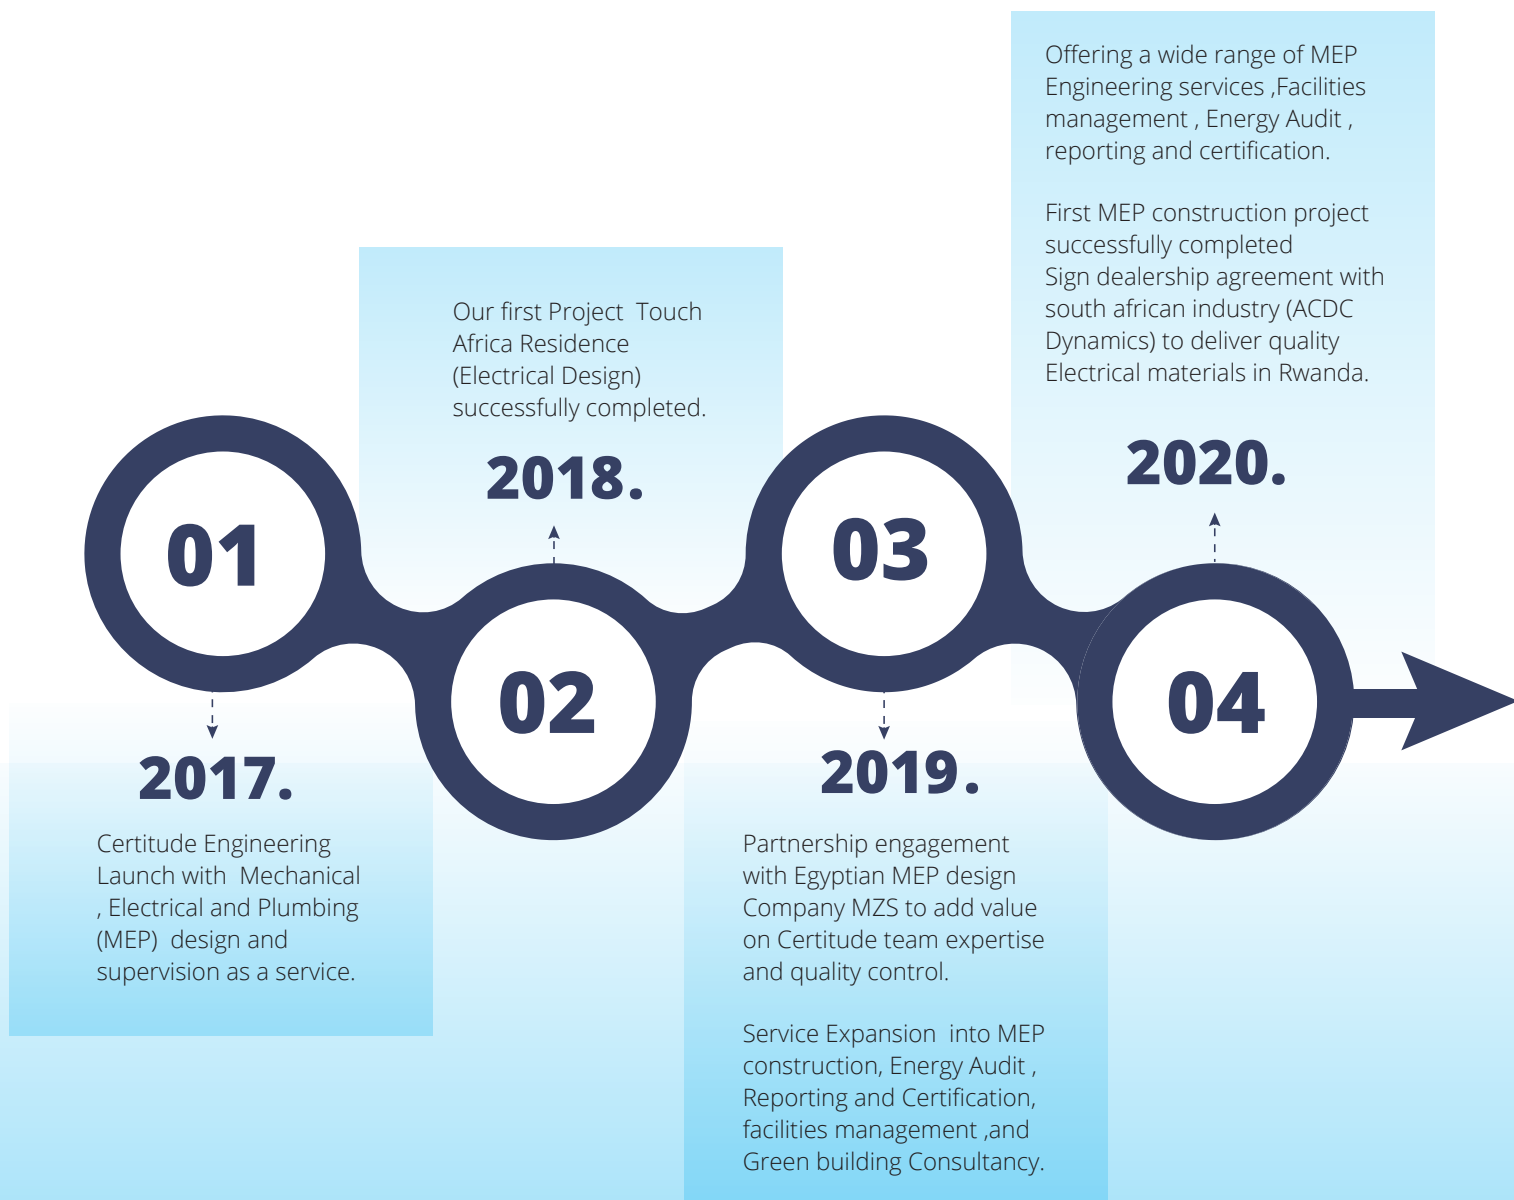 01
2017.
Certitude Engineering
Launch with  Mechanical
, Electrical and Plumbing
(MEP)  design and
supervision as a service.
Our first Project  Touch
Africa Residence
(Electrical Design)
successfully completed.
2018.
02
03
2019.
Partnership engagement
with Egyptian MEP design
Company MZS to add value
on Certitude team expertise
and quality control.
Service Expansion  into MEP
construction, Energy Audit ,
Reporting and Certification,
facilities management ,and
Green building Consultancy.
Offering a wide range of MEP
Engineering services ,Facilities
management , Energy Audit ,
reporting and certification.
First MEP construction project
successfully completed
Sign dealership agreement with
south african industry (ACDC
Dynamics) to deliver quality
Electrical materials in Rwanda.
2020.
04